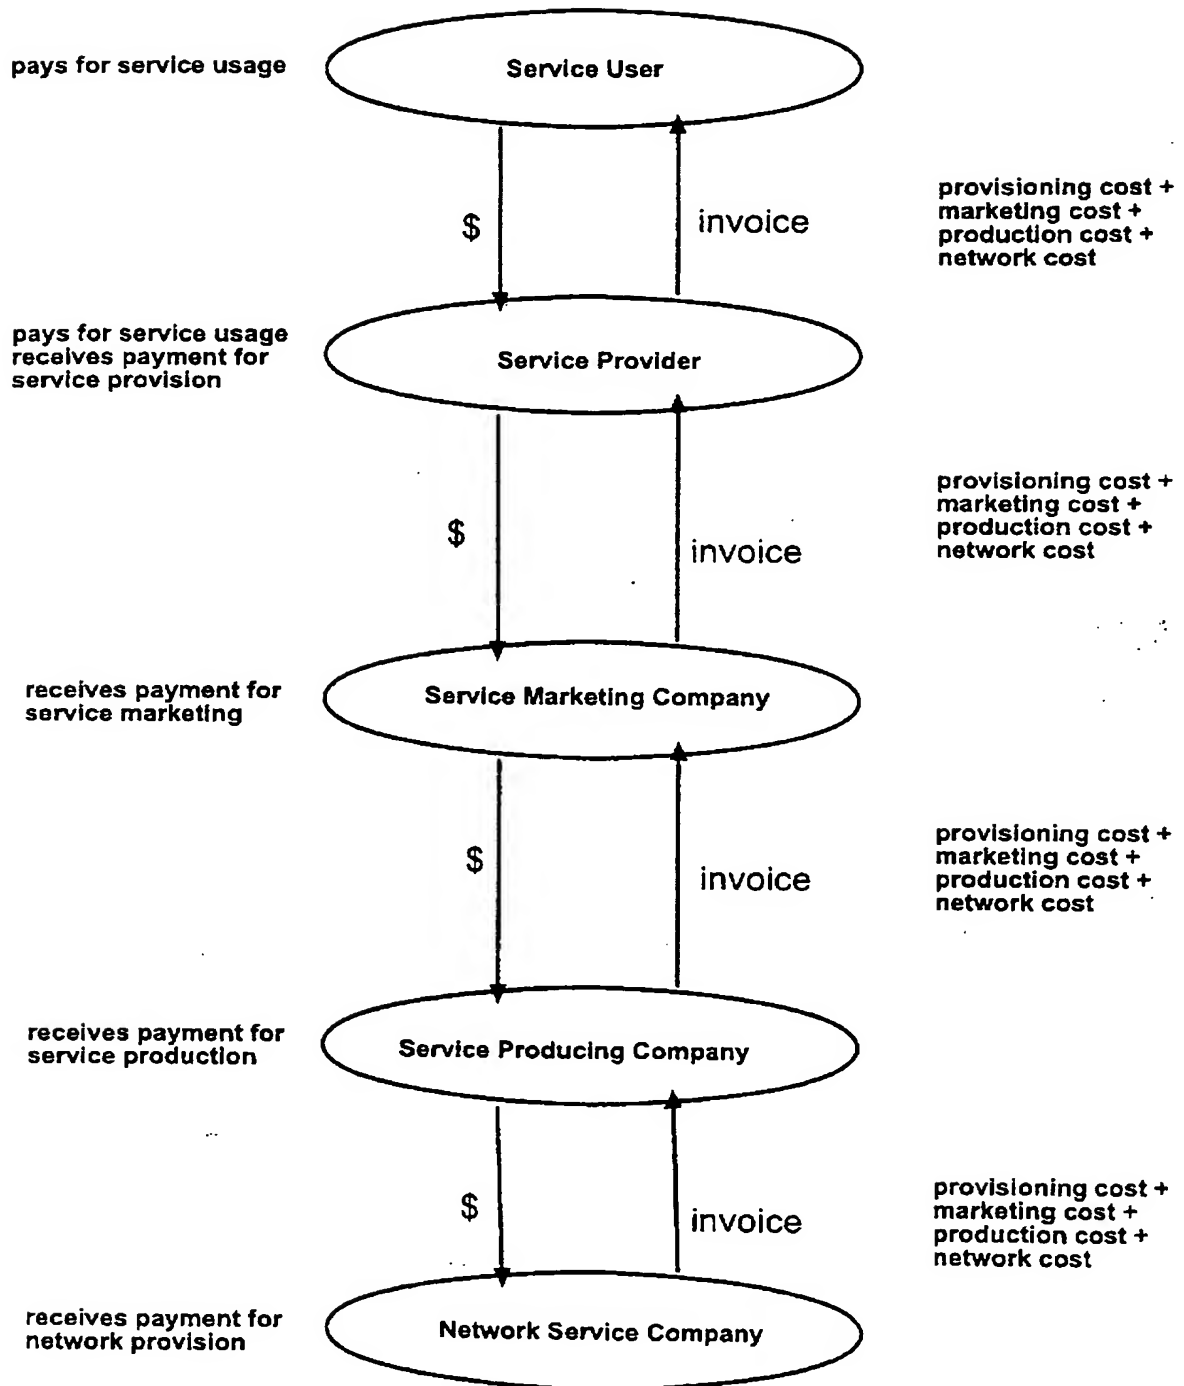 pays for service usage
Service User
$
invoice
provisioning cost +
marketing cost +
production cost +
network cost
pays for service usage
receives payment for
service provision
Service Provider
$
invoice
provisioning cost +
marketing cost +
production cost +
network cost
receives payment for
service marketing
Service Marketing Company
$
invoice
provisioning cost +
marketing cost +
production cost +
network cost
receives payment for
service production
Service Producing Company
$
invoice
provisioning cost +
marketing cost +
production cost +
network cost
receives payment for
network provision
Network Service Company